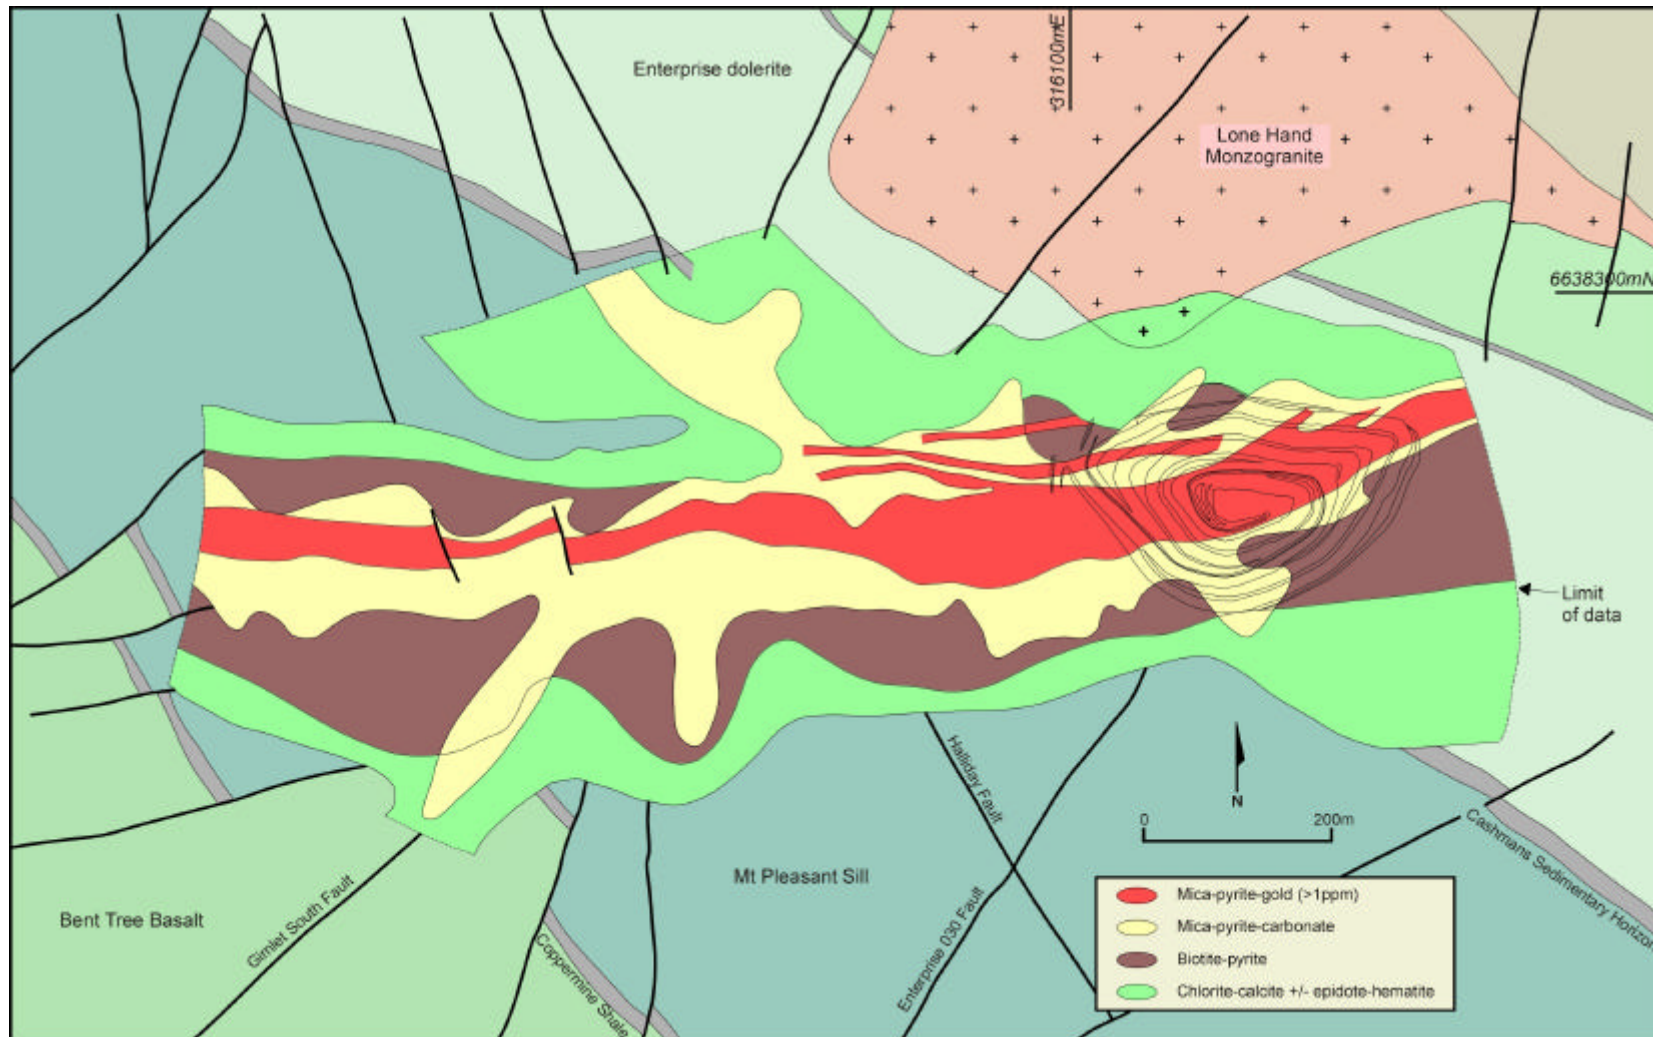 Enterprise dolerite
316100mE
Lone Hand
Monzogranite
6638300mN
Limit
of data
Halliday Fault
N
0 200m
Cashmans Sedimentary Horizon
Mt Pleasant Sill
Bent Tree Basalt
Gimlet South Fault
Coppermine Shale
Enterprise 030 Fault
Mica-pyrite-gold (>1ppm)
Mica-pyrite-carbonate
Biotite-pyrite
Chlorite-calcite +/- epidote-hematite